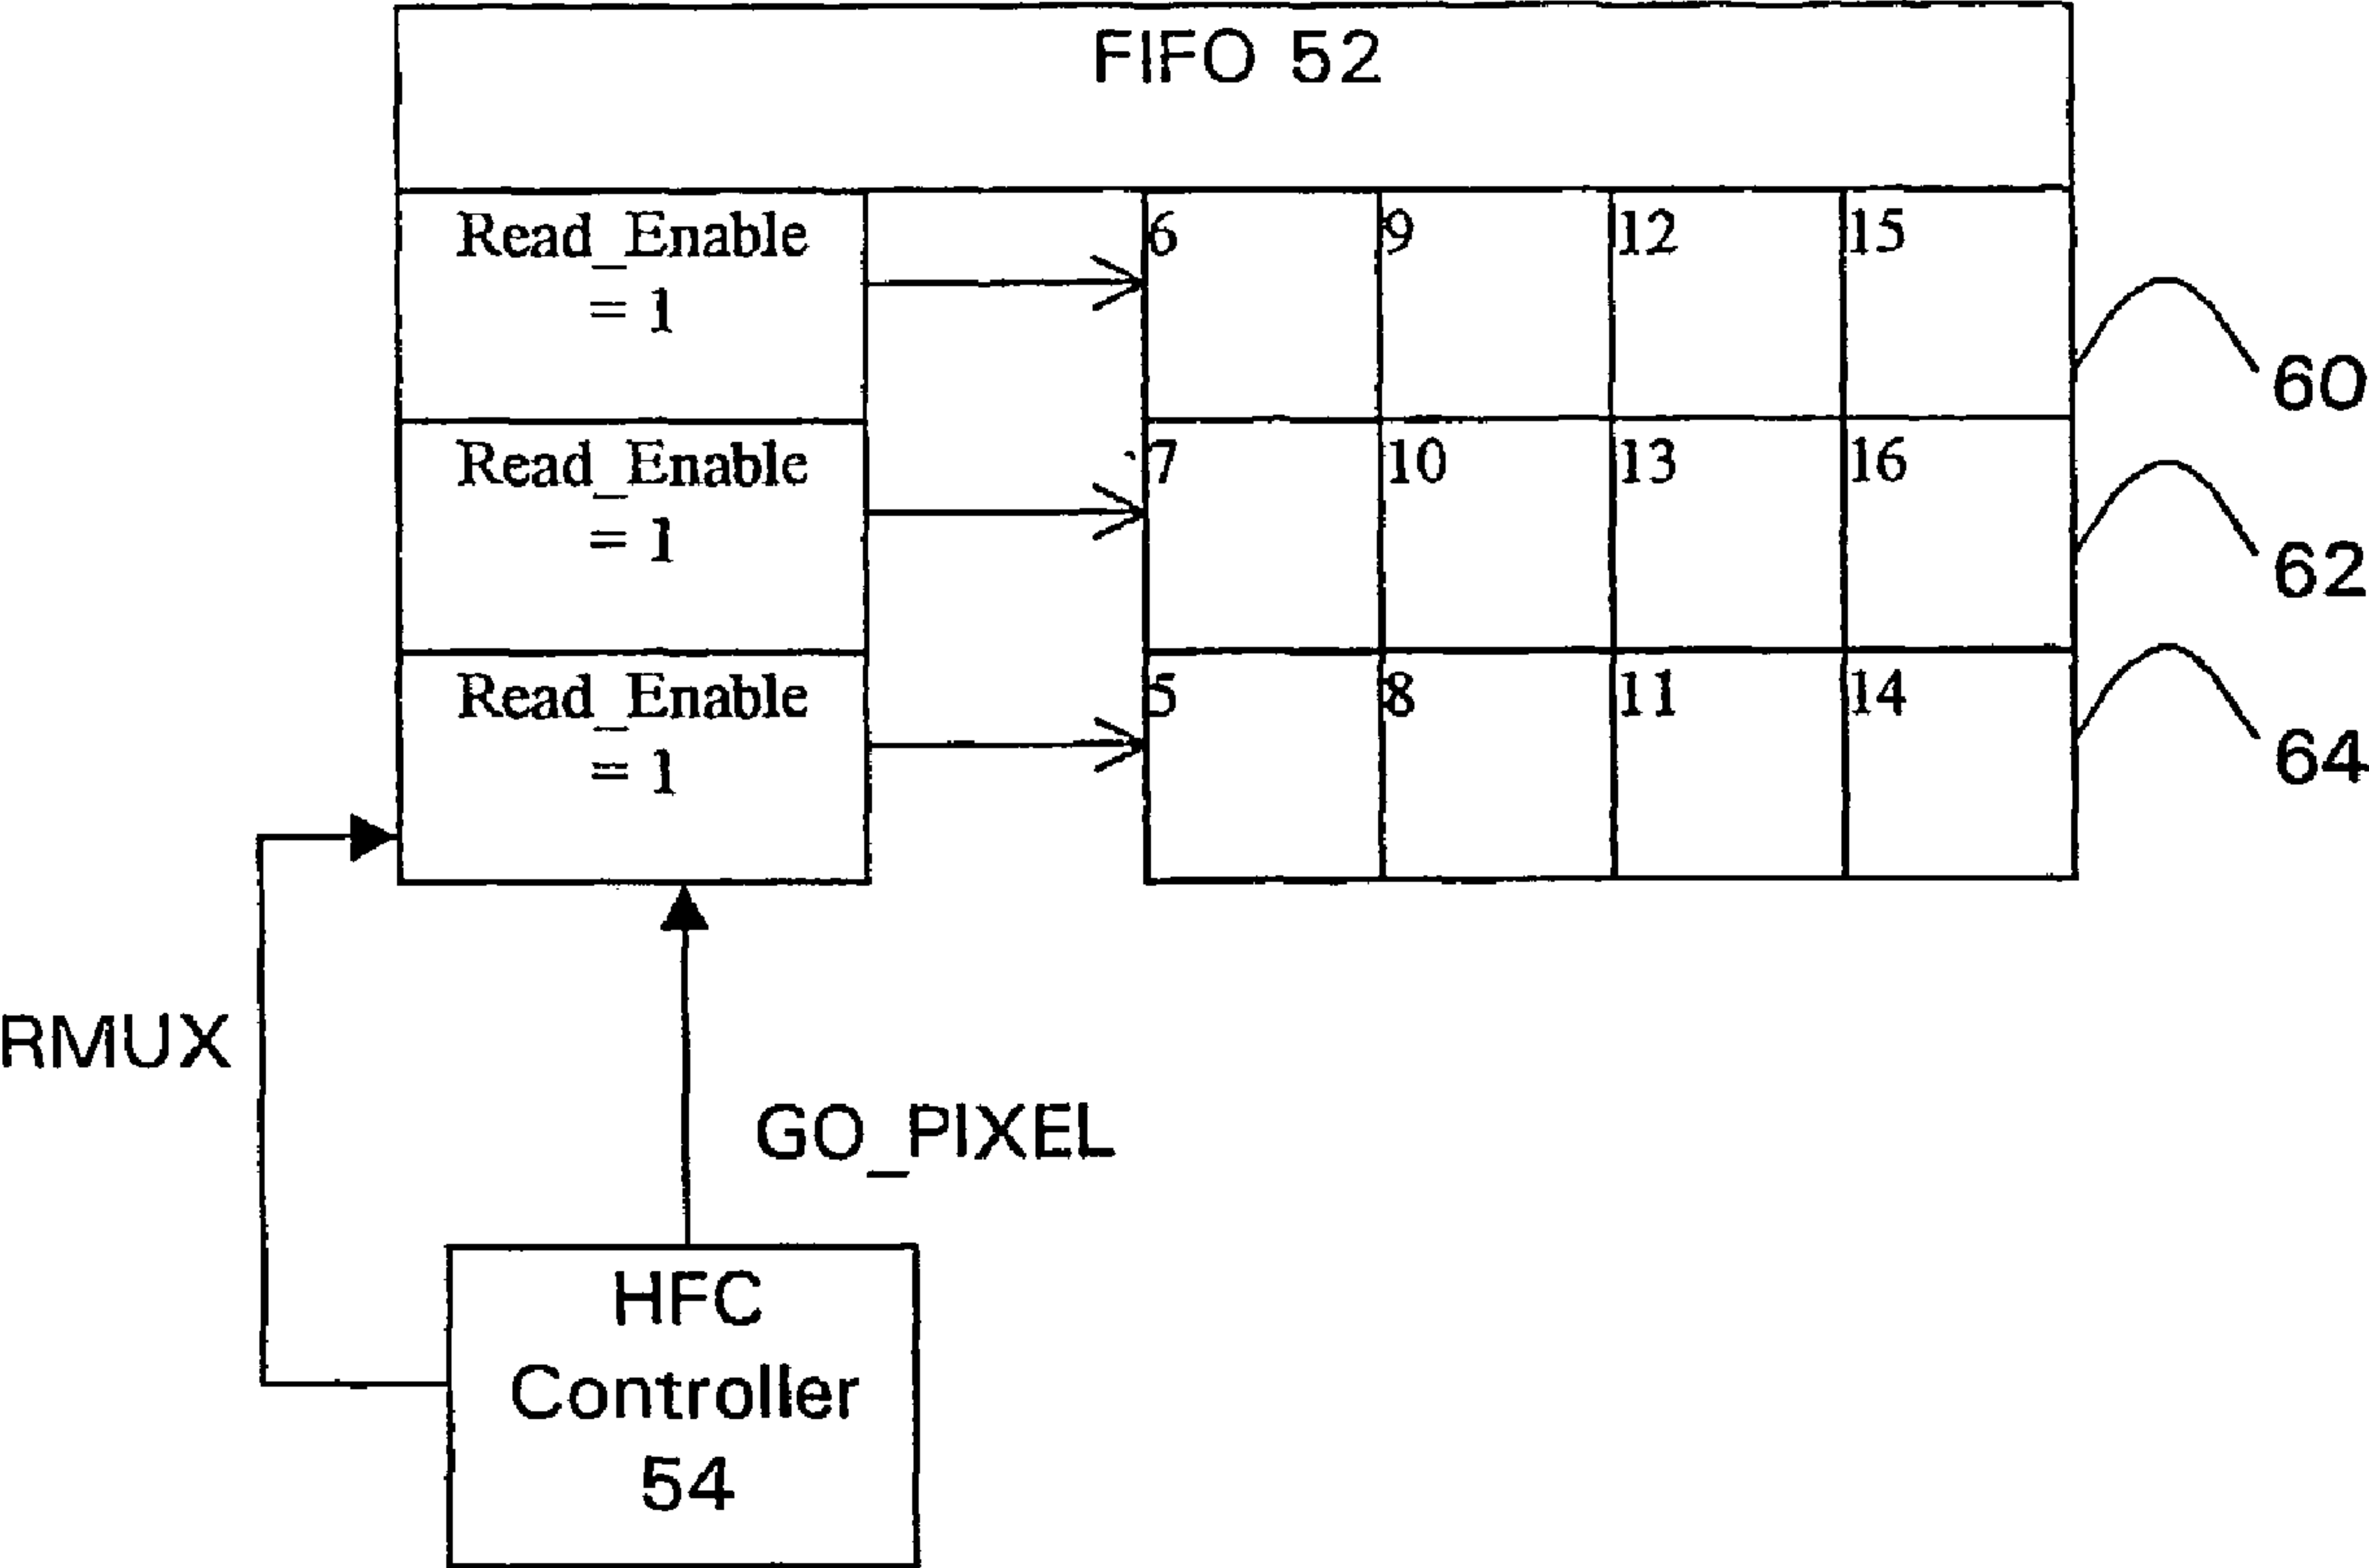 FIFO 52
Read_Enable
= 1
6 9 12 15
60
Read_Enable
= 1
7 10 13 16
62
Read_Enable
= 1
5 8 11 14
64
RMUX
GO_PIXEL
HFC
Controller
54